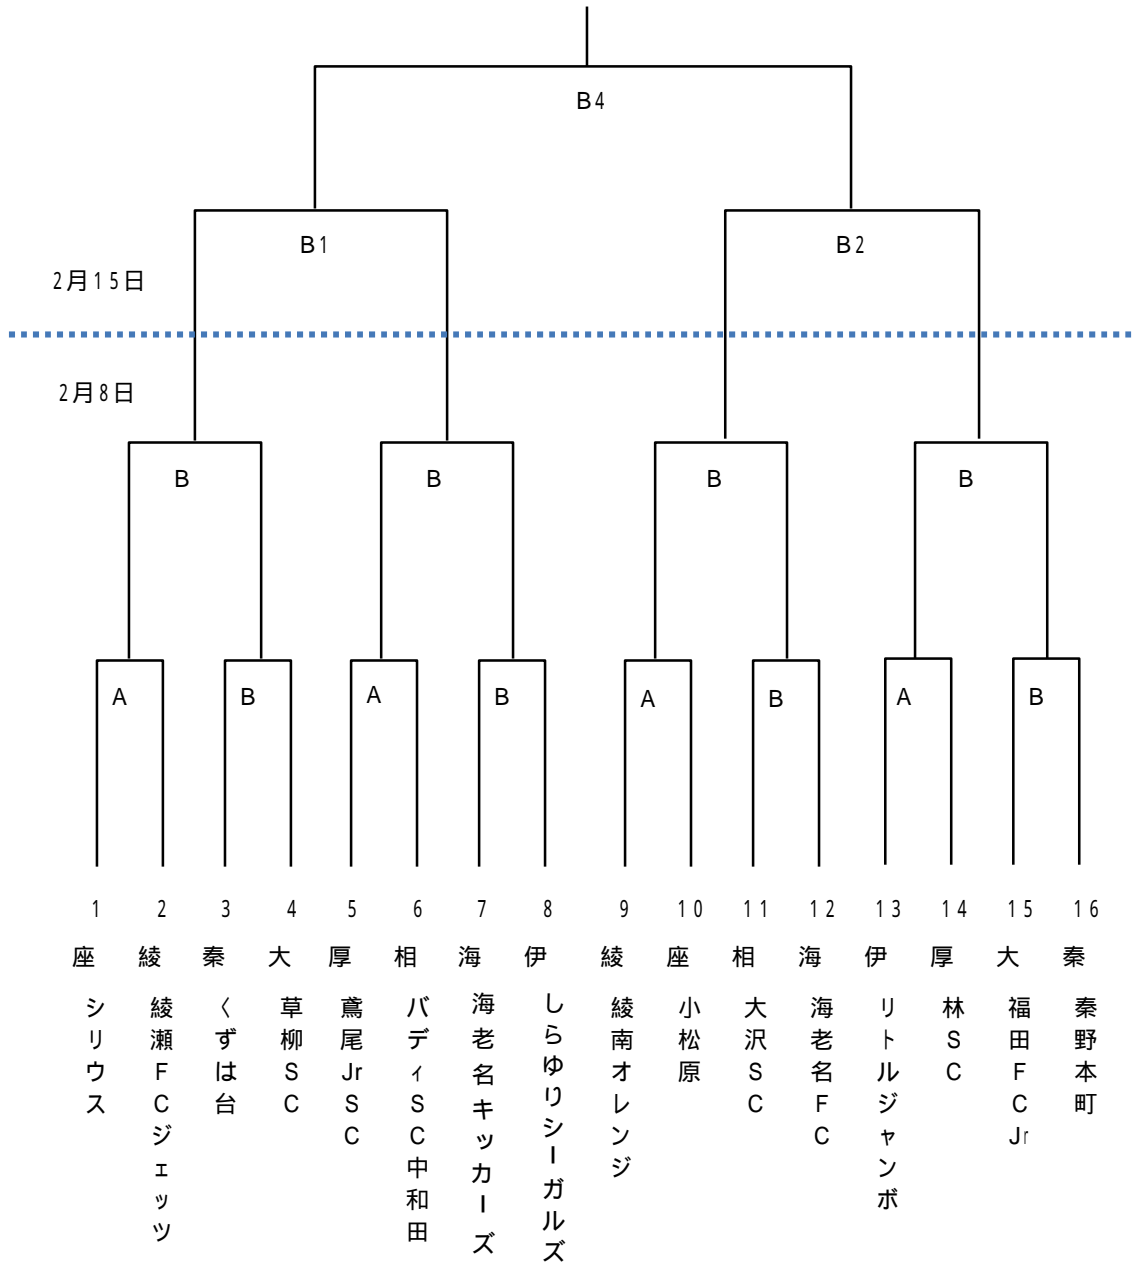 B4
B1
B2
2月15日
2月8日
B
B
B
B
A
B
A
B
A
B
A
B
1 2 3 4 5 6 7 8 9 10 11 12 13 14 15 16
座 綾 秦 大 厚 相 海 伊 綾 座 相 海 伊 厚 大 秦
シリウス
綾瀬FCジェッツ
くずは台
草柳SC
鳶尾JrSC
バディSC中和田
海老名キッカーズ
しらゆりシーガルズ
綾南オレンジ
小松原
大沢SC
海老名FC
リトルジャンボ
林SC
福田FCJr
秦野本町